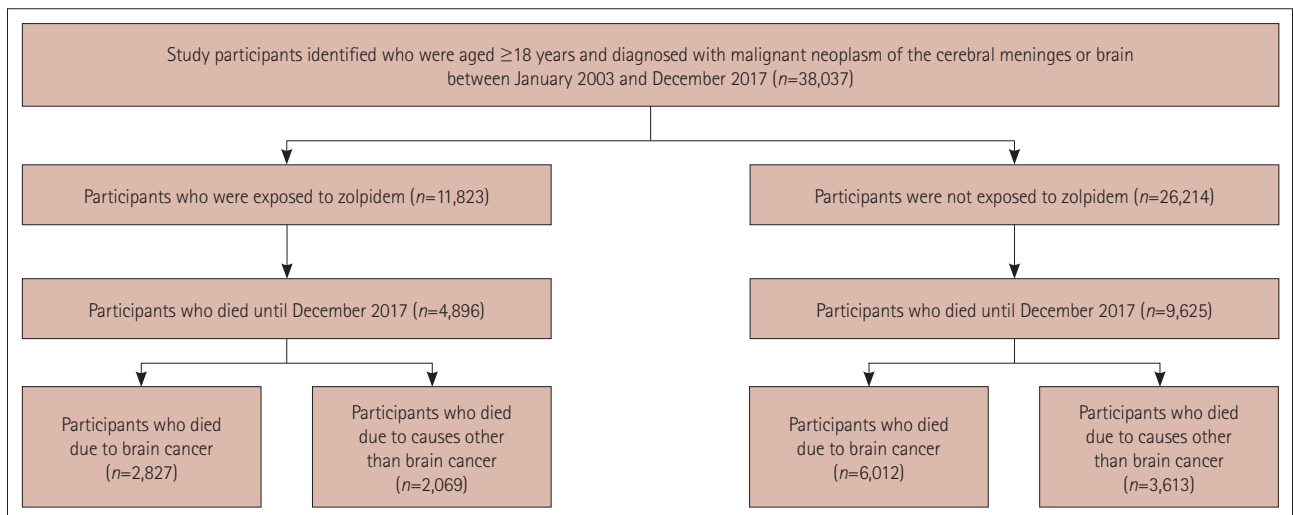 Study participants identified who were aged ≥18 years and diagnosed with malignant neoplasm of the cerebral meninges or brain
between January 2003 and December 2017 (n=38,037)
Participants who were exposed to zolpidem (n=11,823)
Participants were not exposed to zolpidem (n=26,214)
Participants who died until December 2017 (n=4,896)
Participants who died until December 2017 (n=9,625)
Participants who died
due to brain cancer
(n=2,827)
Participants who died
due to causes other
than brain cancer
(n=2,069)
Participants who died
due to brain cancer
(n=6,012)
Participants who died
due to causes other
than brain cancer
(n=3,613)